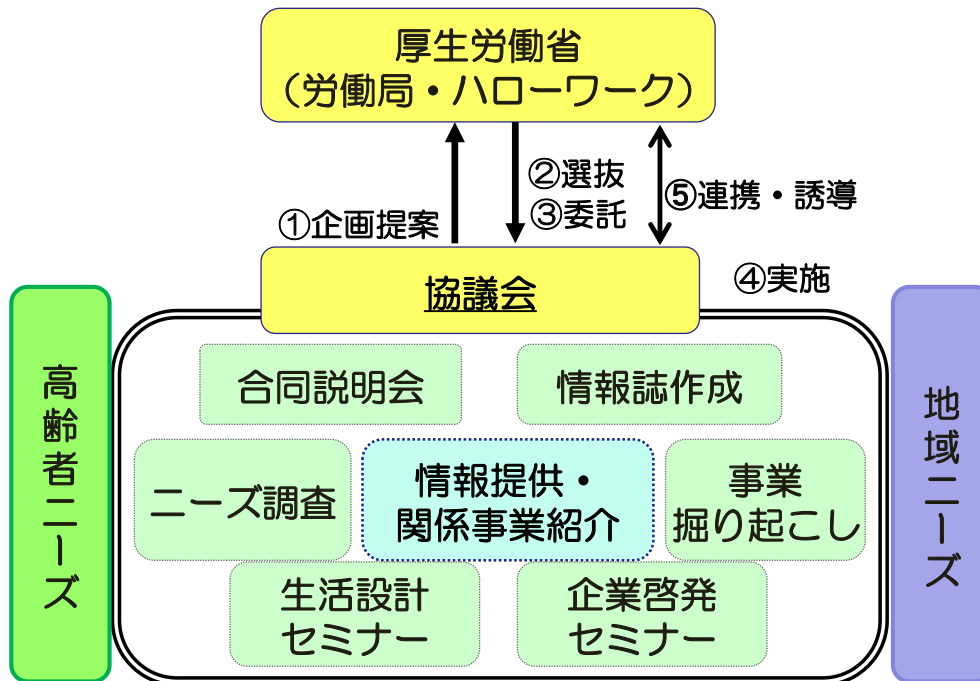 厚生労働省
（労働局・ハローワーク）
①企画提案
②選抜
③委託
⑤連携・誘導
協議会
④実施
高齢者ニーズ
合同説明会
情報誌作成
ニーズ調査
情報提供・
関係事業紹介
事業
掘り起こし
生活設計
セミナー
企業啓発
セミナー
地域ニーズ